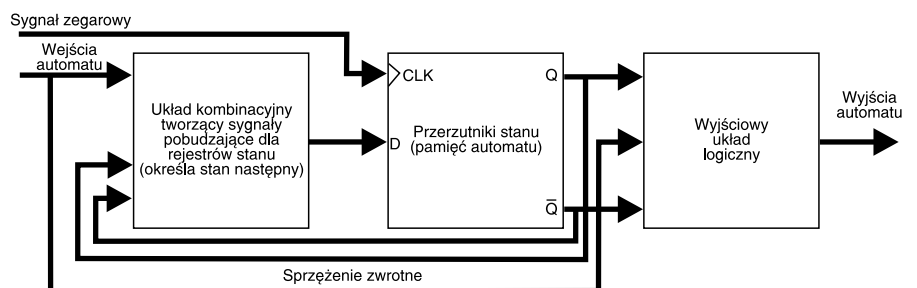 Sygnał zegarowy
Wejścia
automatu
Układ kombinacyjny
tworzący sygnały
pobudzające dla
rejestrów stanu
(określa stan następny)
CLK
D
Q
Przerzutniki stanu
(pamięć automatu)
Q̅
Wyjściowy
układ
logiczny
Wyjścia
automatu
Sprzężenie zwrotne